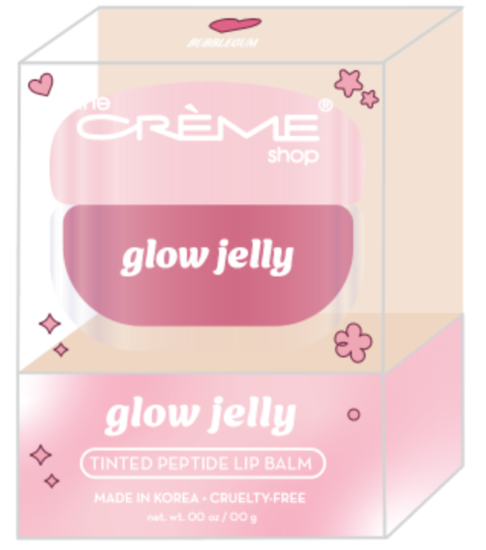 BUBBLEGUM
the
CRÈME®
shop
glow jelly
glow jelly
TINTED PEPTIDE LIP BALM
MADE IN KOREA • CRUELTY-FREE
net. wt. 00 oz / 00 g